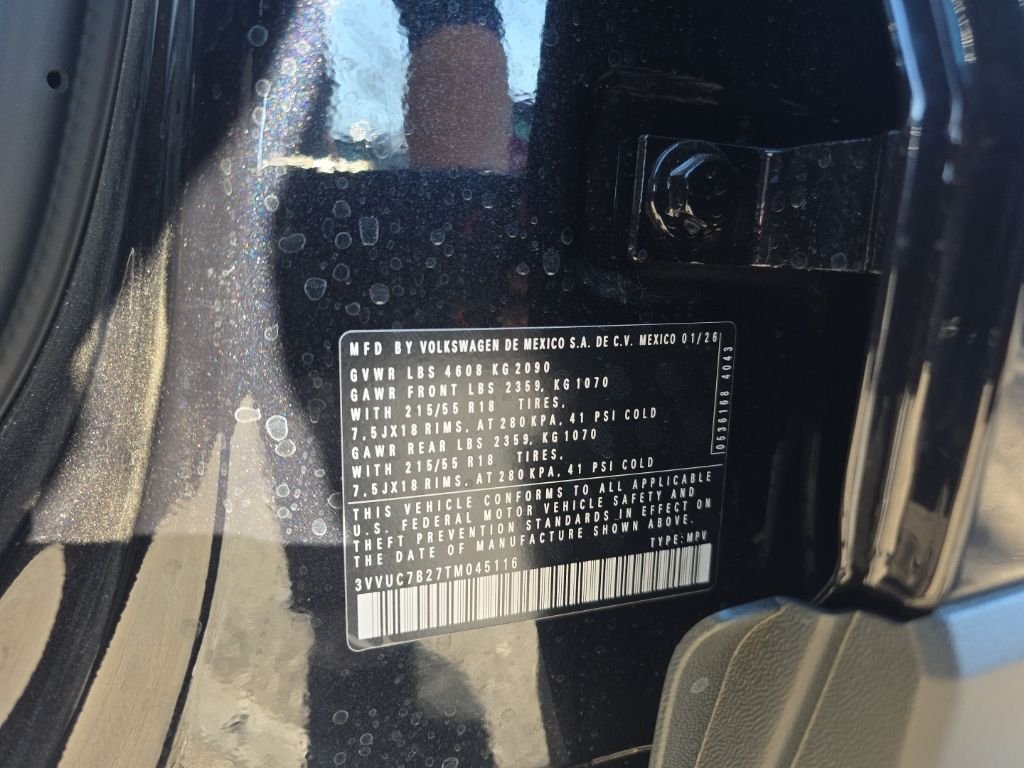 MFD BY VOLKSWAGEN DE MEXICO S.A. DE C.V. MEXICO 01/26
GVWR LBS 4608 KG 2090
GAWR FRONT LBS 2359, KG 1070
WITH 215/55 R18 TIRES,
7.5JX18 RIMS, AT 280 KPA, 41 PSI COLD
GAWR REAR LBS 2359, KG 1070
WITH 215/55 R18 TIRES,
7.5JX18 RIMS, AT 280 KPA, 41 PSI COLD
0536168 4043
THIS VEHICLE CONFORMS TO ALL APPLICABLE
U.S. FEDERAL MOTOR VEHICLE SAFETY AND
THEFT PREVENTION STANDARDS IN EFFECT ON
THE DATE OF MANUFACTURE SHOWN ABOVE.
TYPE: MPV
3VVUC7B27TM045116